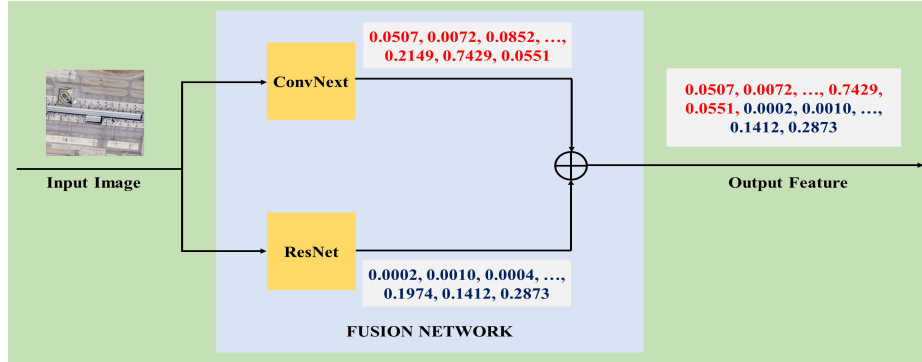 0.0507, 0.0072, 0.0852, …,
0.2149, 0.7429, 0.0551
ConvNext
0.0507, 0.0072, …, 0.7429,
0.0551, 0.0002, 0.0010, …,
0.1412, 0.2873
Input Image
Output Feature
ResNet
0.0002, 0.0010, 0.0004, …,
0.1974, 0.1412, 0.2873
FUSION NETWORK